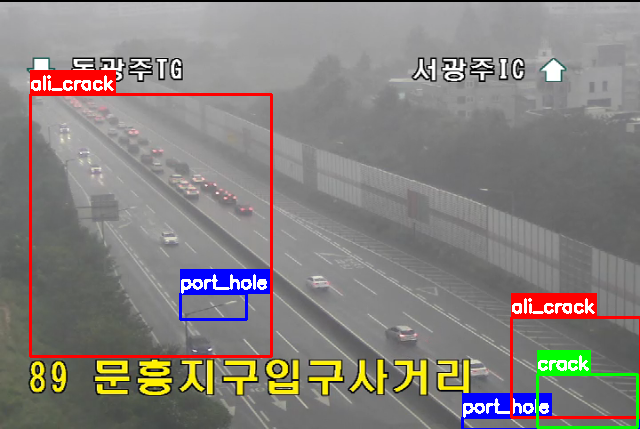 동광주TG
서광주IC
ali_crack
port_hole
ali_crack
crack
89 문흥지구입구사거리
port_hole